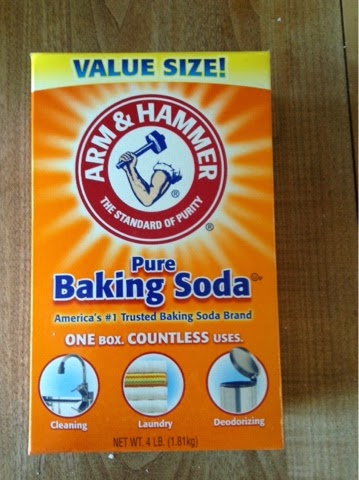 VALUE SIZE!
ARM & HAMMER
THE STANDARD OF PURITY
®
®
Pure
Baking Soda
America's #1 Trusted Baking Soda Brand
ONE BOX. COUNTLESS USES.
Cleaning
Laundry
Deodorizing
NET WT. 4 LB. (1.81kg)